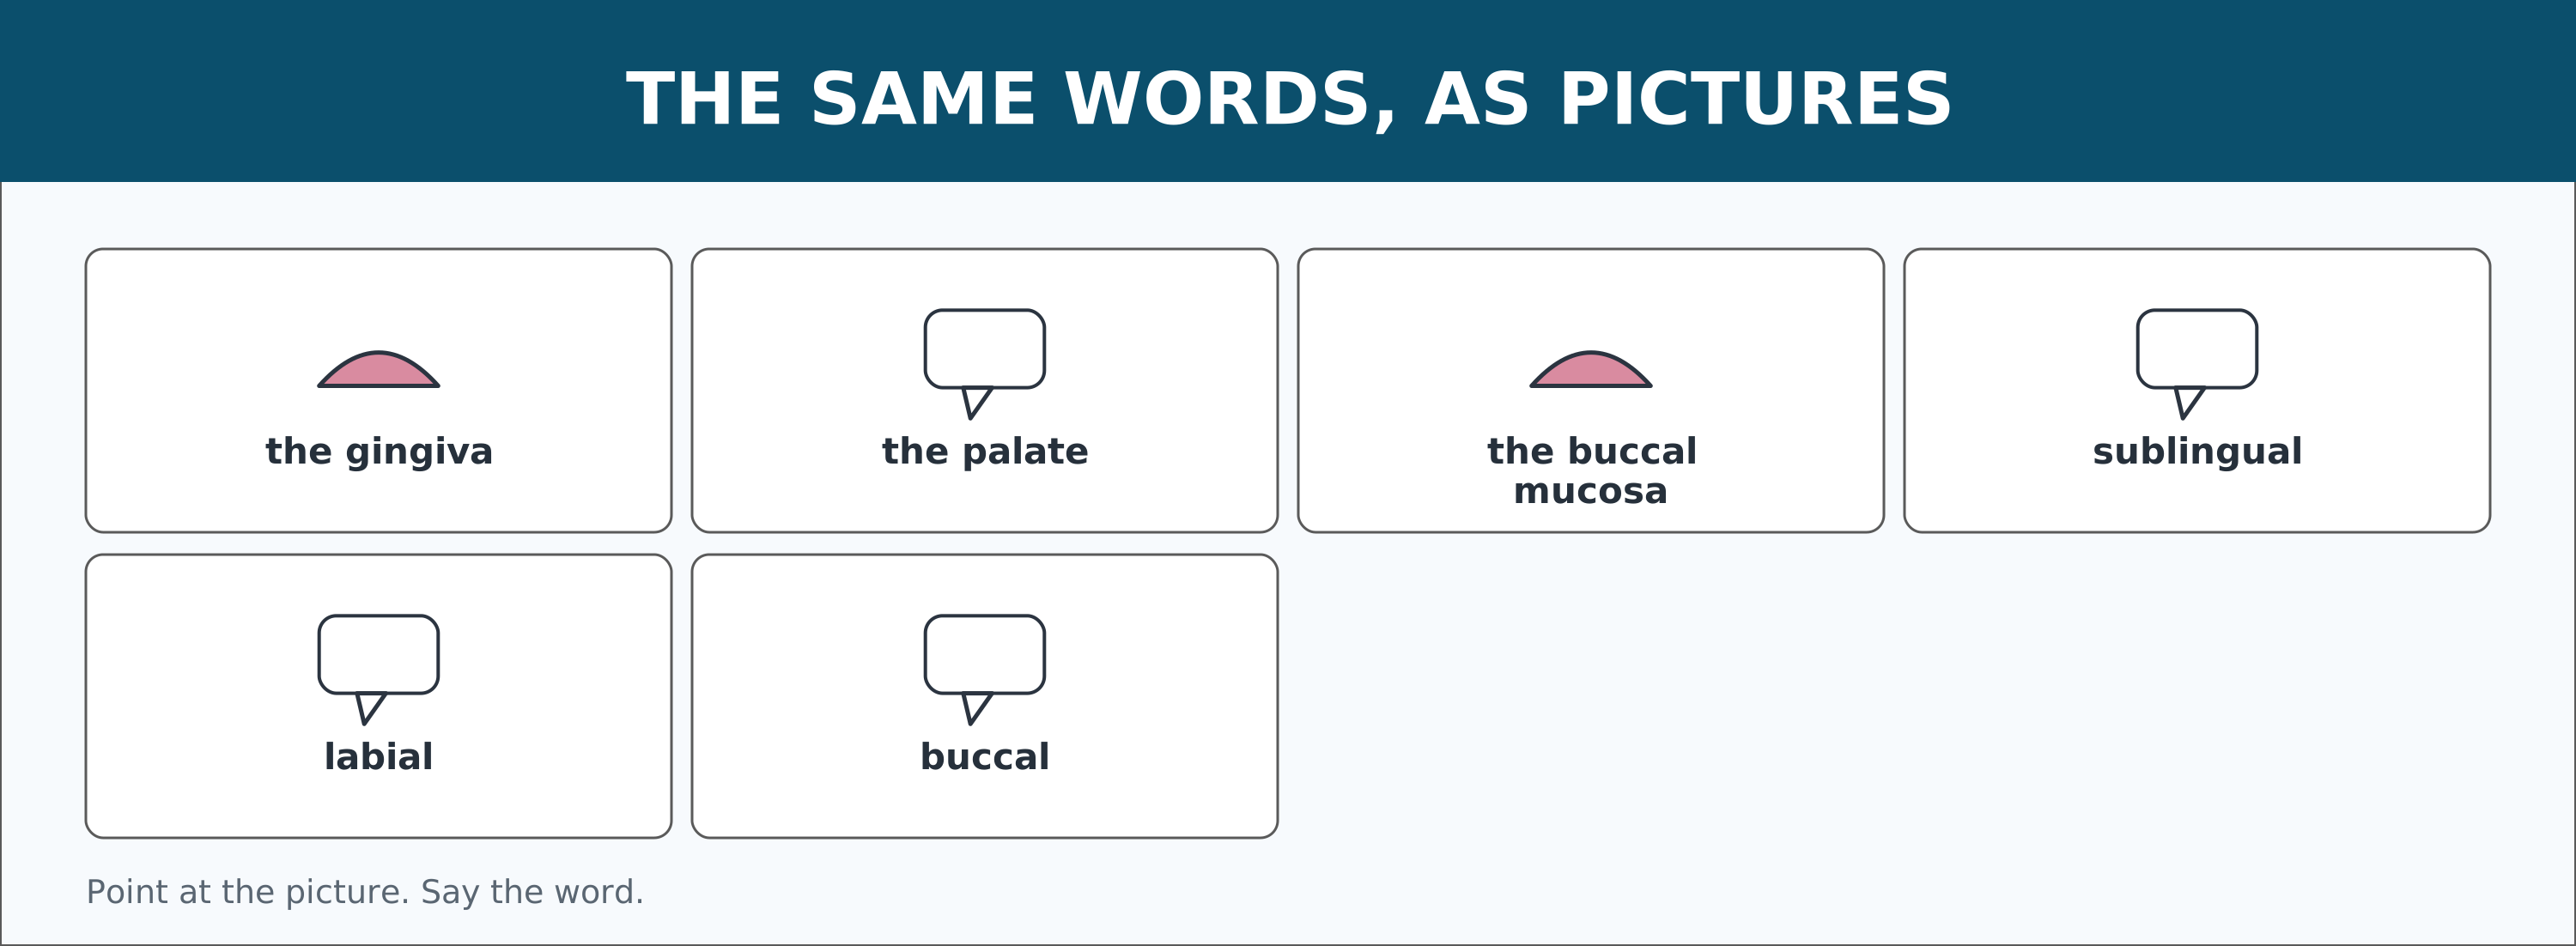 THE SAME WORDS, AS PICTURES
the gingiva
the palate
the buccal
mucosa
sublingual
labial
buccal
Point at the picture. Say the word.